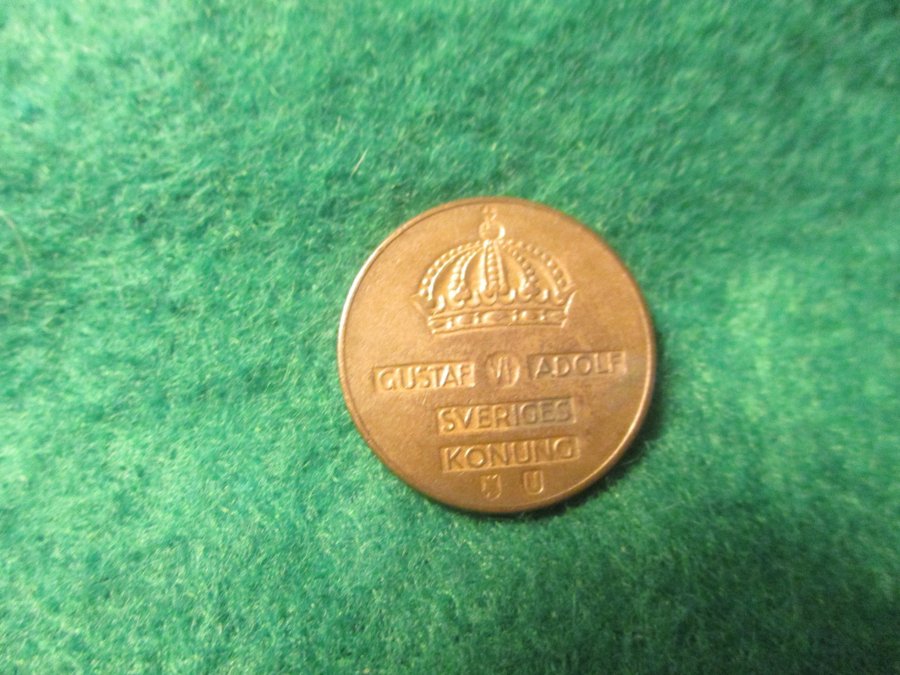 GUSTAF VI ADOLF
SVERIGES
KONUNG
U